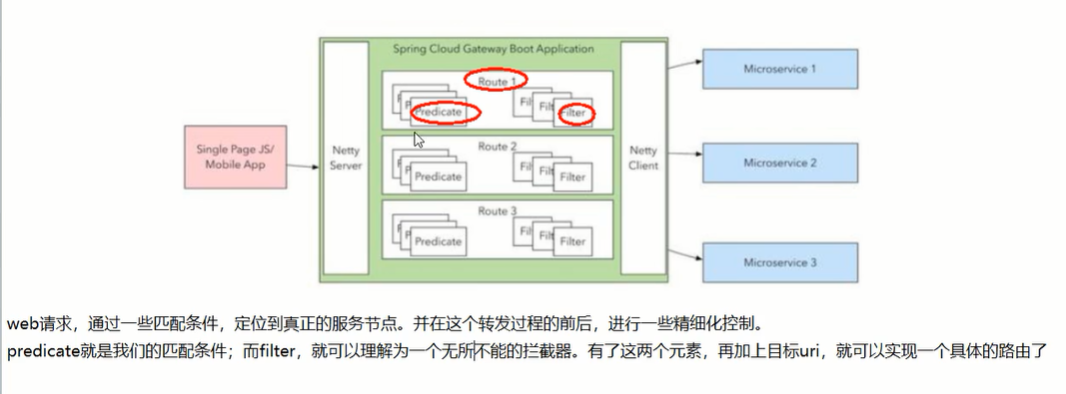 Spring Cloud Gateway Boot Application
Single Page JS/
Mobile App
Netty
Server
Route 1
Predicate
Fil
Filt
Filter
Route 2
Predicate
Fil
Filt
Filter
Route 3
Predicate
Fil
Filt
Filter
Netty
Client
Microservice 1
Microservice 2
Microservice 3
web请求，通过一些匹配条件，定位到真正的服务节点。并在这个转发过程的前后，进行一些精细化控制。
predicate就是我们的匹配条件；而filter，就可以理解为一个无所不能的拦截器。有了这两个元素，再加上目标uri，就可以实现一个具体的路由了